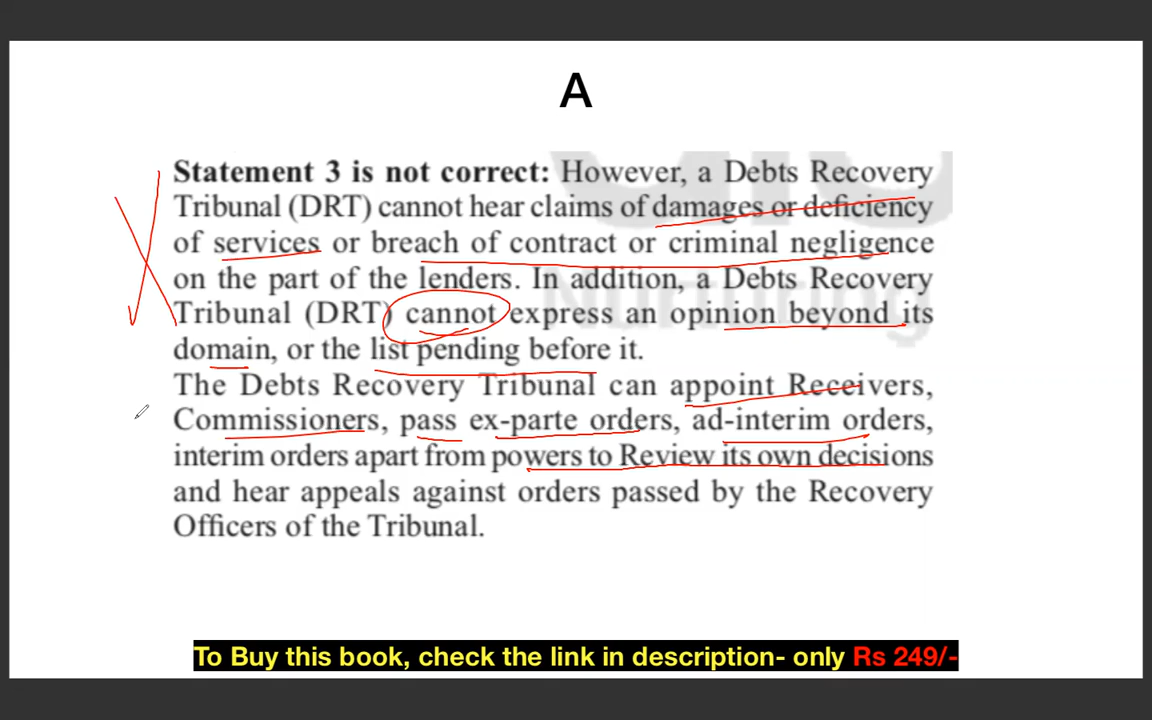 A
Statement 3 is not correct: However, a Debts Recovery
Tribunal (DRT) cannot hear claims of damages or deficiency
of services or breach of contract or criminal negligence
on the part of the lenders. In addition, a Debts Recovery
Tribunal (DRT) cannot express an opinion beyond its
domain, or the list pending before it.
The Debts Recovery Tribunal can appoint Receivers,
Commissioners, pass ex-parte orders, ad-interim orders,
interim orders apart from powers to Review its own decisions
and hear appeals against orders passed by the Recovery
Officers of the Tribunal.
To Buy this book, check the link in description- only Rs 249/-